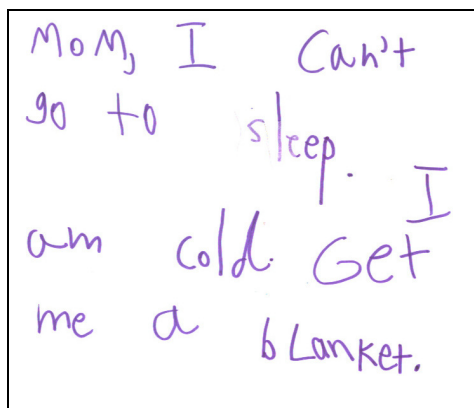 MoM, I Can't
go to sleep. I
am cold. Get
me a blanket.